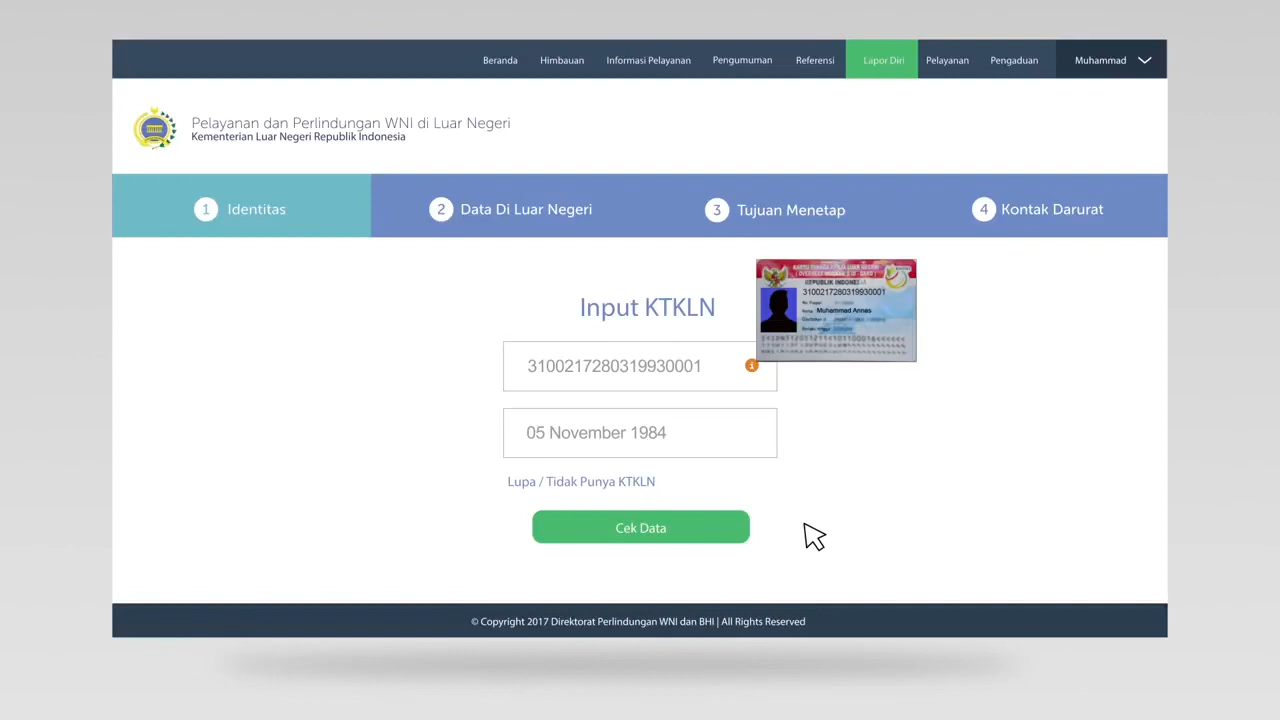 Beranda Himbauan Informasi Pelayanan Pengumuman Referensi Lapor Diri Pelayanan Pengaduan Muhammad
Pelayanan dan Perlindungan WNI di Luar Negeri
Kementerian Luar Negeri Republik Indonesia
1 Identitas 2 Data Di Luar Negeri 3 Tujuan Menetap 4 Kontak Darurat
REPUBLIK INDONESIA
3100217280319930001
Muhammad Annas
Input KTKLN
3100217280319930001
05 November 1984
Lupa / Tidak Punya KTKLN
Cek Data
© Copyright 2017 Direktorat Perlindungan WNI dan BHI | All Rights Reserved